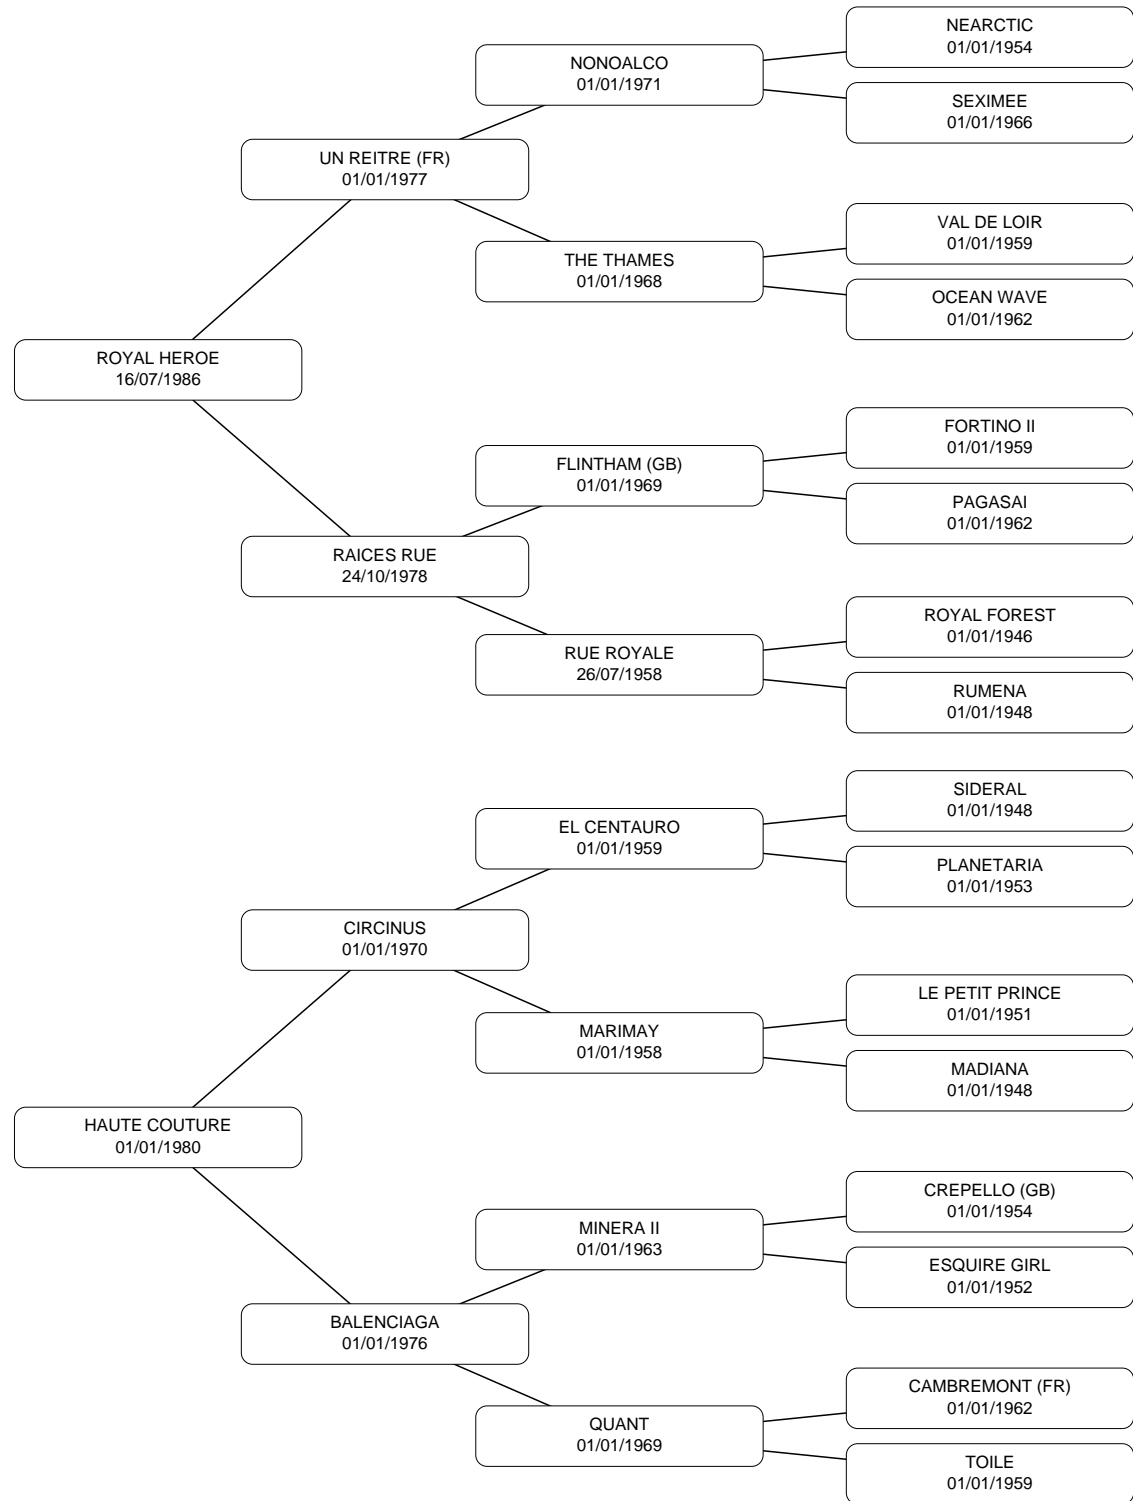 NEARCTIC
01/01/1954
NONOALCO
01/01/1971
SEXIMEE
01/01/1966
UN REITRE (FR)
01/01/1977
VAL DE LOIR
01/01/1959
THE THAMES
01/01/1968
OCEAN WAVE
01/01/1962
ROYAL HEROE
16/07/1986
FORTINO II
01/01/1959
FLINTHAM (GB)
01/01/1969
PAGASAI
01/01/1962
RAICES RUE
24/10/1978
ROYAL FOREST
01/01/1946
RUE ROYALE
26/07/1958
RUMENA
01/01/1948
SIDERAL
01/01/1948
EL CENTAURO
01/01/1959
PLANETARIA
01/01/1953
CIRCINUS
01/01/1970
LE PETIT PRINCE
01/01/1951
MARIMAY
01/01/1958
MADIANA
01/01/1948
HAUTE COUTURE
01/01/1980
CREPELLO (GB)
01/01/1954
MINERA II
01/01/1963
ESQUIRE GIRL
01/01/1952
BALENCIAGA
01/01/1976
CAMBREMONT (FR)
01/01/1962
QUANT
01/01/1969
TOILE
01/01/1959